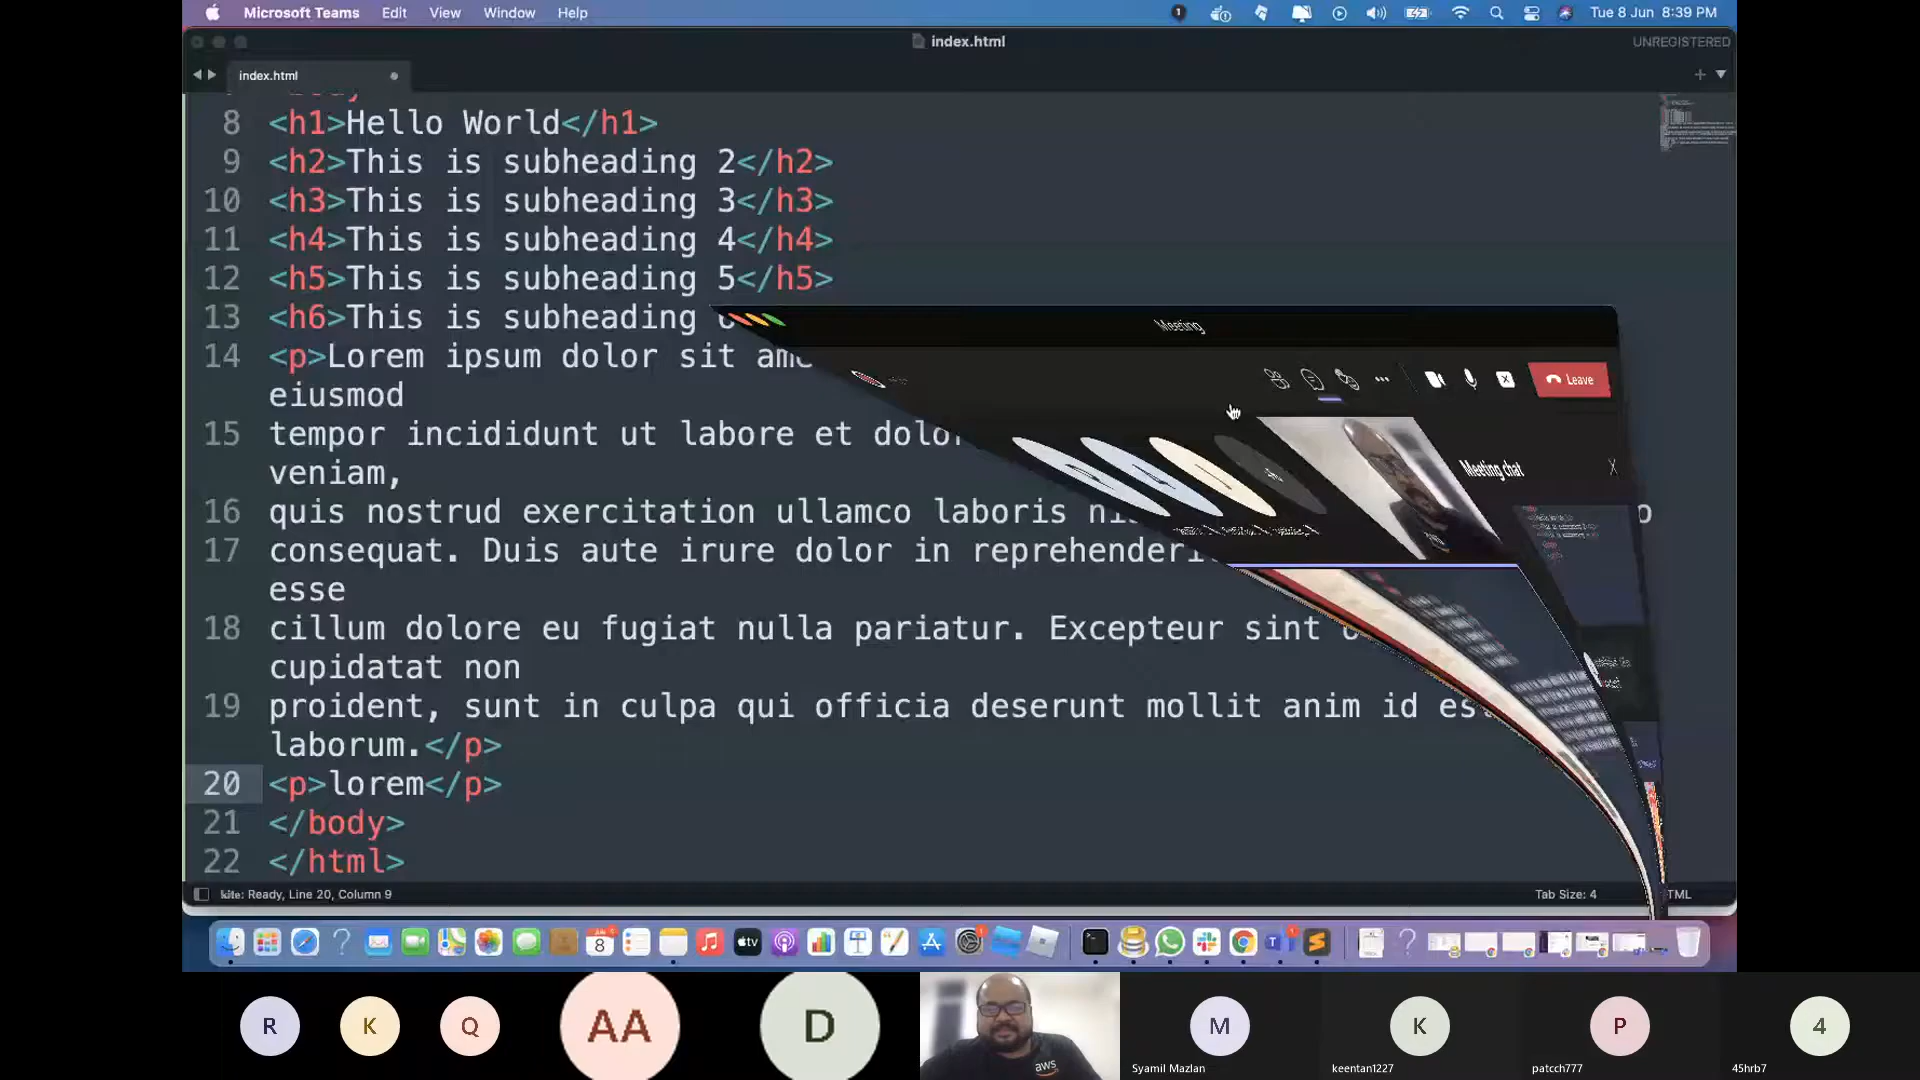 Microsoft Teams Edit View Window Help
Tue 8 Jun 8:39 PM
index.html
UNREGISTERED
index.html
8 <h1>Hello World</h1>
9 <h2>This is subheading 2</h2>
10 <h3>This is subheading 3</h3>
11 <h4>This is subheading 4</h4>
12 <h5>This is subheading 5</h5>
13 <h6>This is subheading
Meeting
14 <p>Lorem ipsum dolor sit
Leave
eiusmod
15 tempor incididunt ut labore et
Meeting chat
veniam,
16 quis nostrud exercitation ullamco laboris
17 consequat. Duis aute irure dolor in
esse
18 cillum dolore eu fugiat nulla pariatur. Excepteur sint
cupidatat non
19 proident, sunt in culpa qui officia deserunt mollit anim id
laborum.</p>
20 <p>lorem</p>
21 </body>
22 </html>
kite: Ready, Line 20, Column 9
Tab Size: 4
8
tv
R K Q AA D M K P 4
aws
Syamil Mazlan keentan1227 patcch777 45hrb7